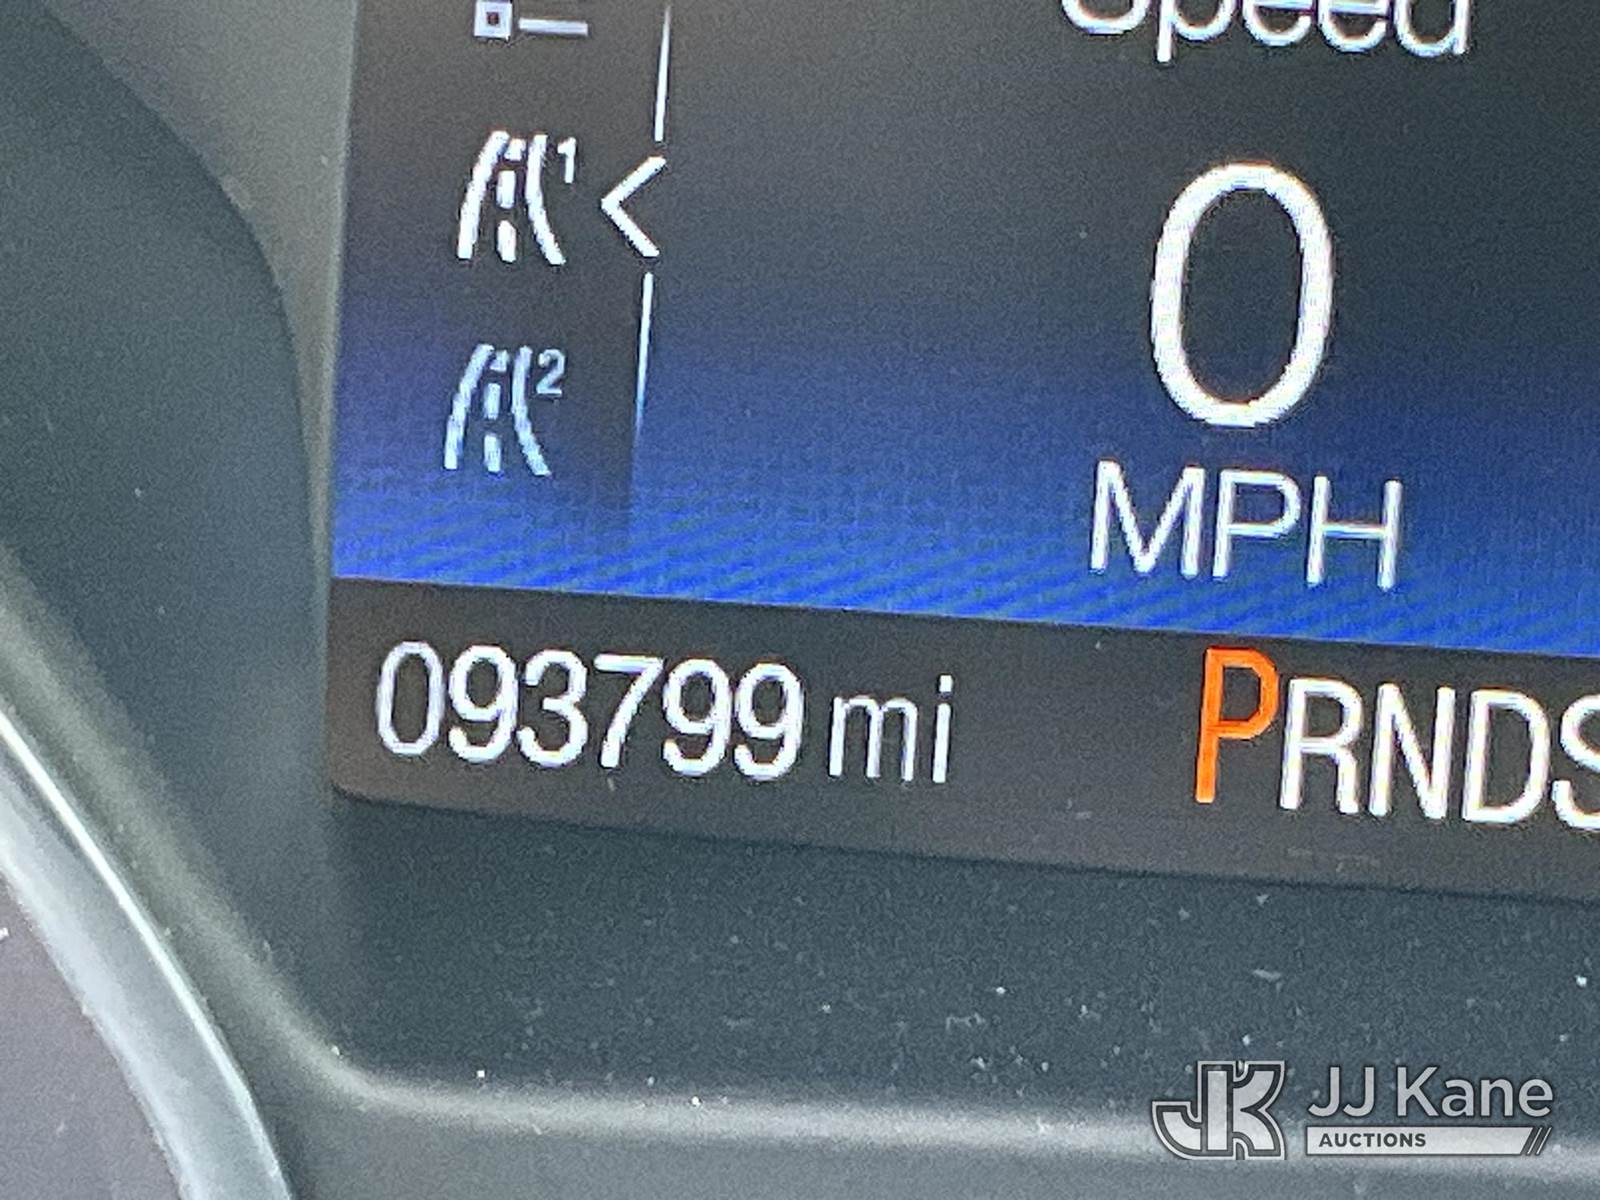 Speed
1
0
2
MPH
093799 mi
PRNDS
JJ Kane
AUCTIONS